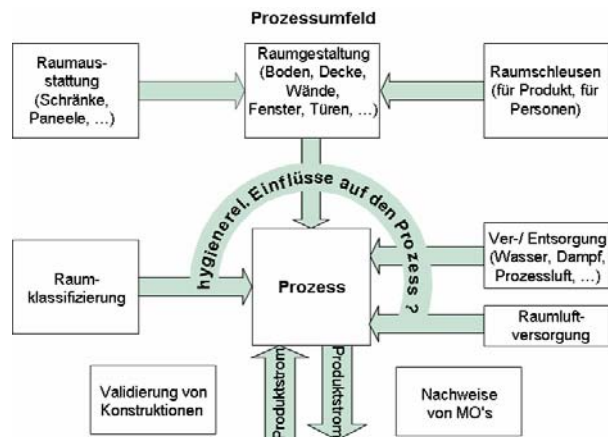 Prozessumfeld
Raumaus-
stattung
(Schränke,
Paneele, ...)
Raumgestaltung
(Boden, Decke,
Wände,
Fenster, Türen, ...)
Raumschleusen
(für Produkt, für
Personen)
hygienerel. Einflüsse auf den Prozess ?
Raum-
klassifizierung
Prozess
Ver-/ Entsorgung
(Wasser, Dampf,
Prozessluft, ...)
Raumluft-
versorgung
Validierung von
Konstruktionen
Produktstrom
Produktstrom
Nachweise
von MO's